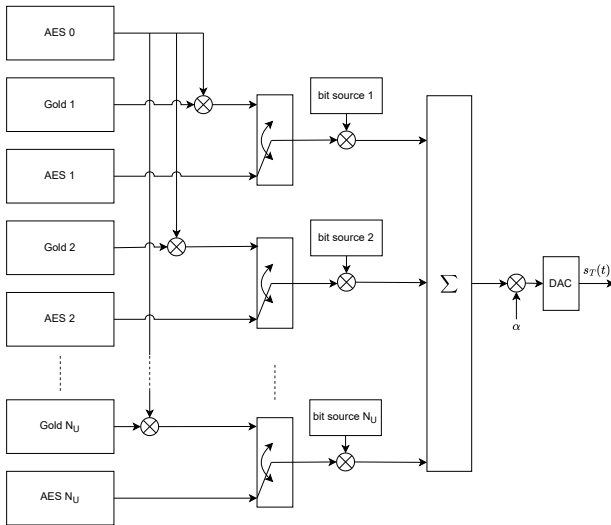 AES 0
Gold 1
bit source 1
AES 1
Gold 2
bit source 2
AES 2
Σ
DAC
s_T(t)
α
Gold N_U
bit source N_U
AES N_U